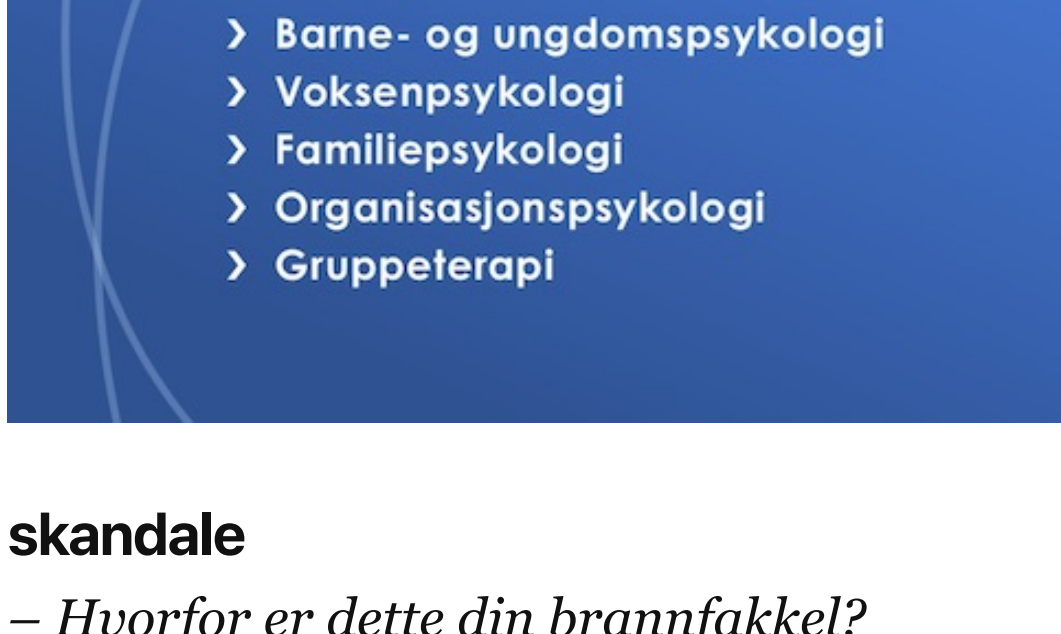 › Barne- og ungdomspsykologi
› Voksenpsykologi
› Familiepsykologi
› Organisasjonspsykologi
› Gruppeterapi
skandale
– Hvorfor er dette din brannfakkel?